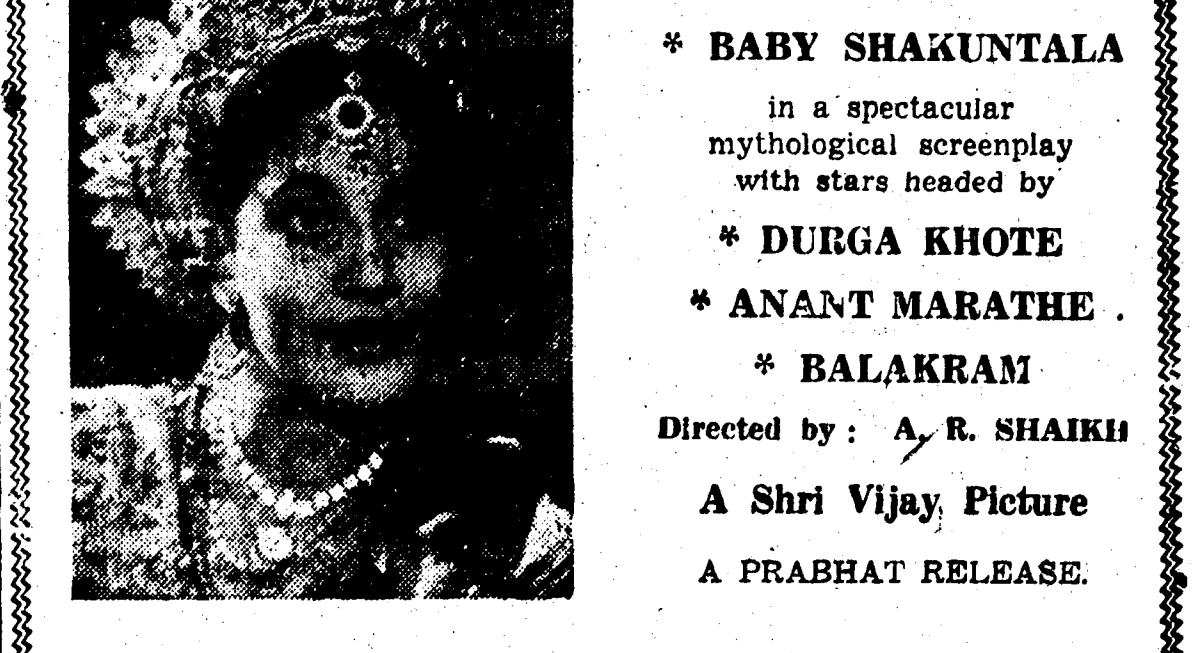 * BABY SHAKUNTALA
in a spectacular
mythological screenplay
with stars headed by
* DURGA KHOTE
* ANANT MARATHE .
* BALAKRAM
Directed by : A. R. SHAIKH
A Shri Vijay Picture
A PRABHAT RELEASE.